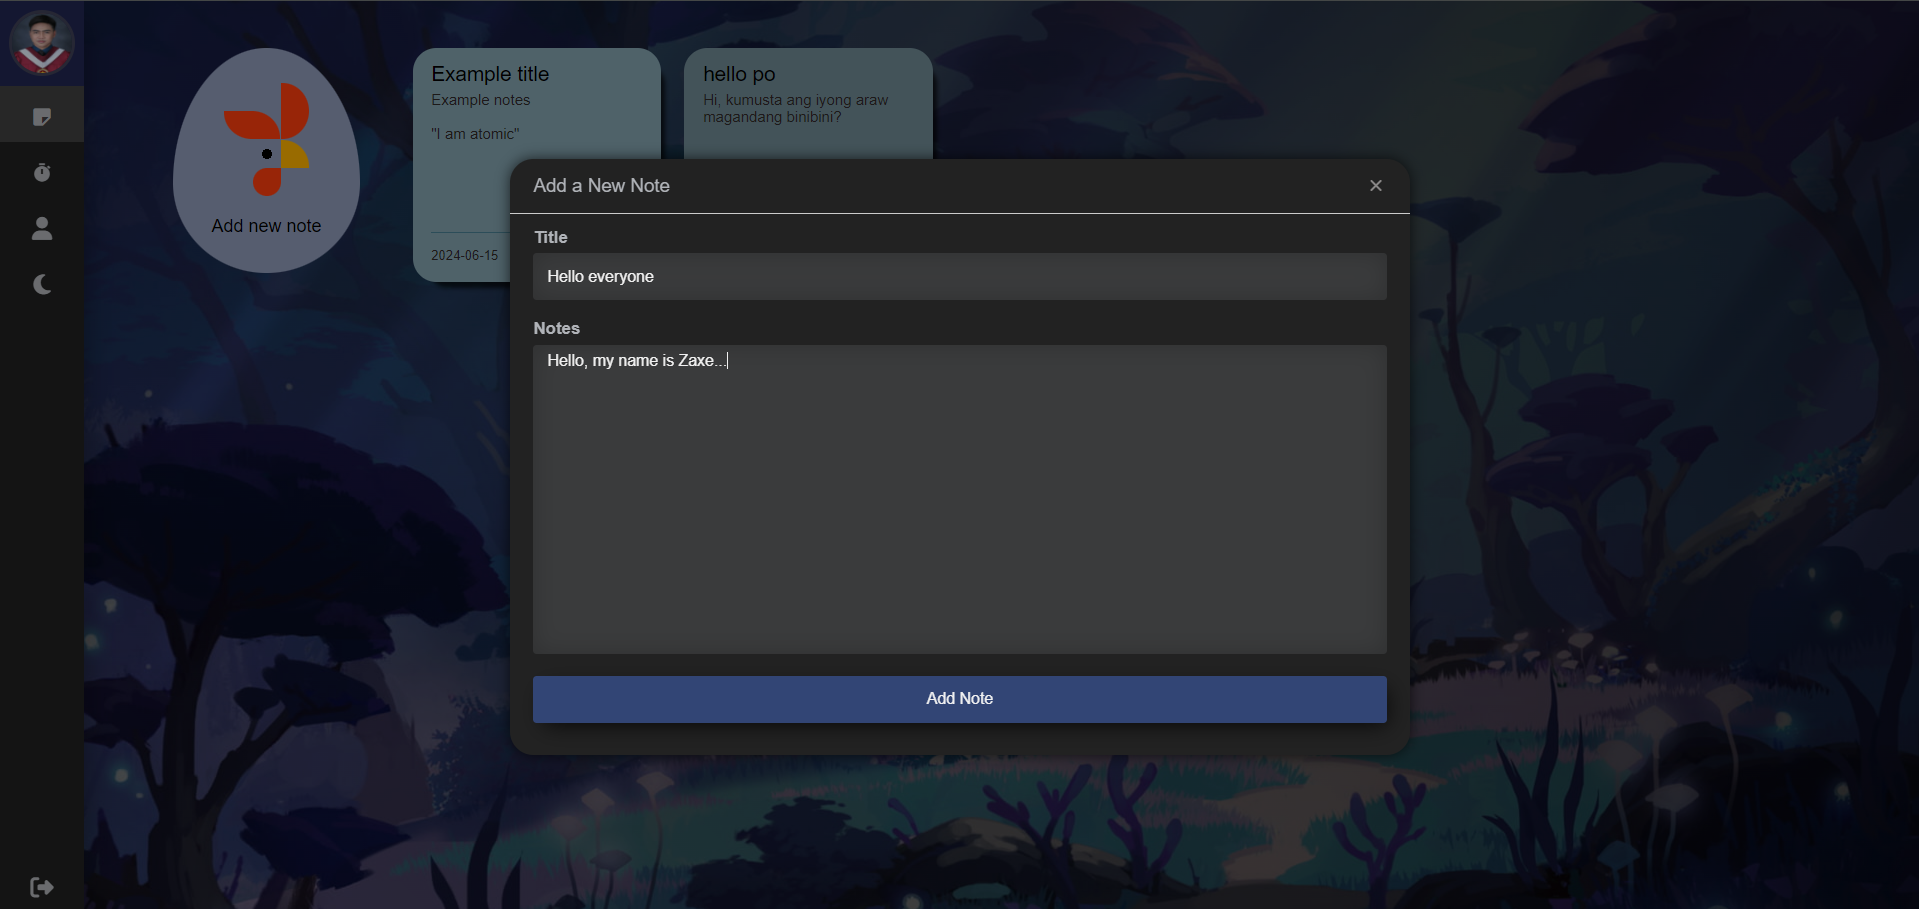 Add new note
Example title
Example notes
"I am atomic"
2024-06-15
hello po
Hi, kumusta ang iyong araw
magandang binibini?
Add a New Note
Title
Hello everyone
Notes
Hello, my name is Zaxe...
Add Note